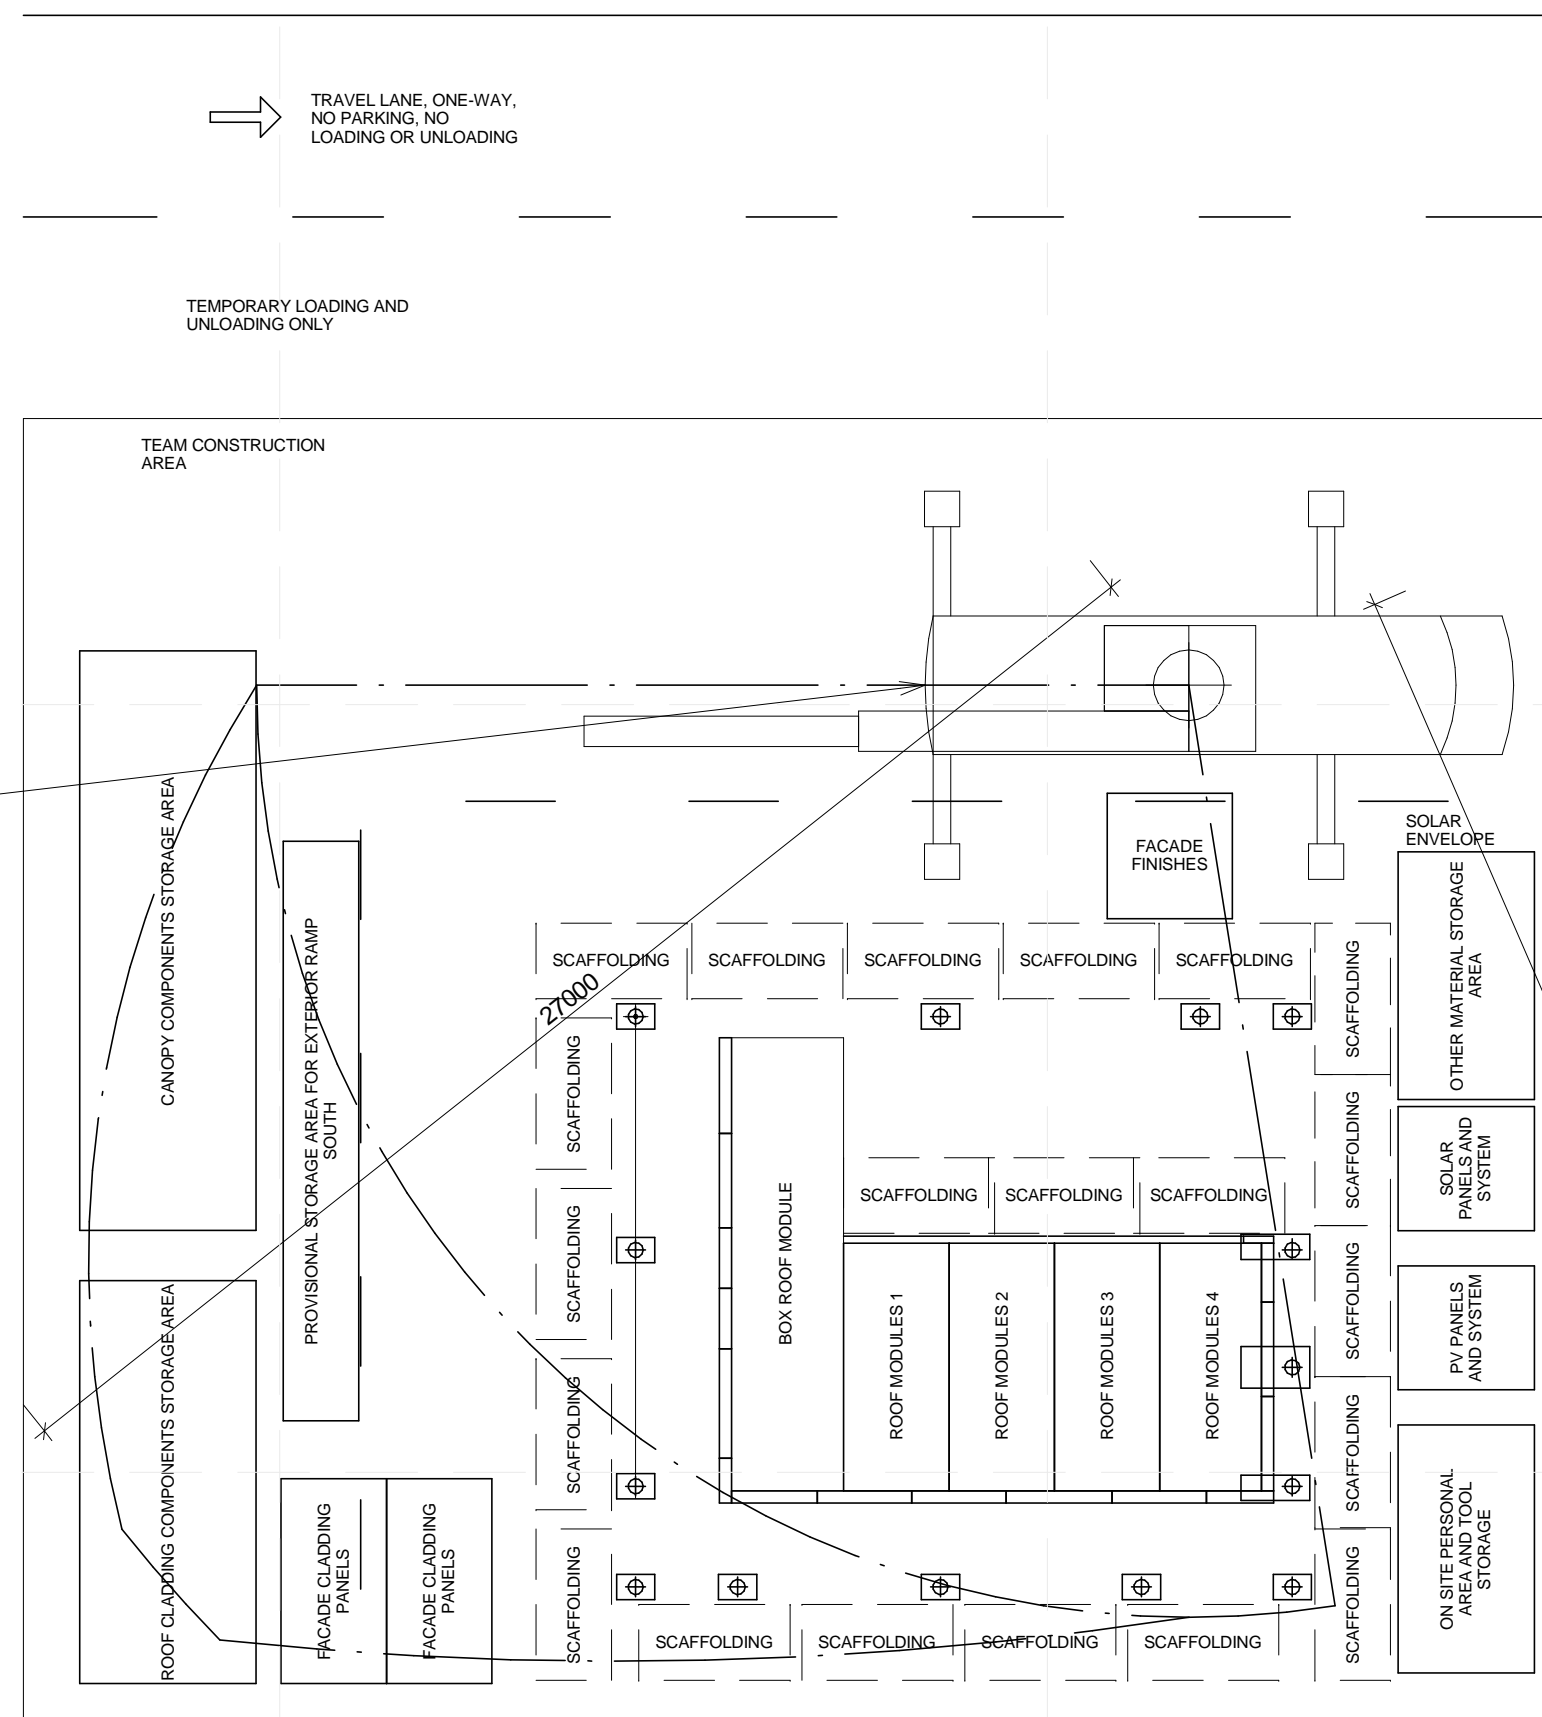 TRAVEL LANE, ONE-WAY,
NO PARKING, NO
LOADING OR UNLOADING
TEMPORARY LOADING AND
UNLOADING ONLY
TEAM CONSTRUCTION
AREA
SOLAR
ENVELOPE
FACADE
FINISHES
CANOPY COMPONENTS STORAGE AREA
PROVISIONAL STORAGE AREA FOR EXTERIOR RAMP
SOUTH
27000
SCAFFOLDING
SCAFFOLDING
SCAFFOLDING
SCAFFOLDING
SCAFFOLDING
SCAFFOLDING
OTHER MATERIAL STORAGE
AREA
SCAFFOLDING
SCAFFOLDING
SOLAR
PANELS AND
SYSTEM
SCAFFOLDING
SCAFFOLDING
SCAFFOLDING
BOX ROOF MODULE
SCAFFOLDING
SCAFFOLDING
PV PANELS
AND SYSTEM
ROOF MODULES 1
ROOF MODULES 2
ROOF MODULES 3
ROOF MODULES 4
SCAFFOLDING
SCAFFOLDING
ROOF CLADDING COMPONENTS STORAGE AREA
FACADE CLADDING
PANELS
FACADE CLADDING
PANELS
SCAFFOLDING
SCAFFOLDING
SCAFFOLDING
SCAFFOLDING
SCAFFOLDING
SCAFFOLDING
ON SITE PERSONAL
AREA AND TOOL
STORAGE